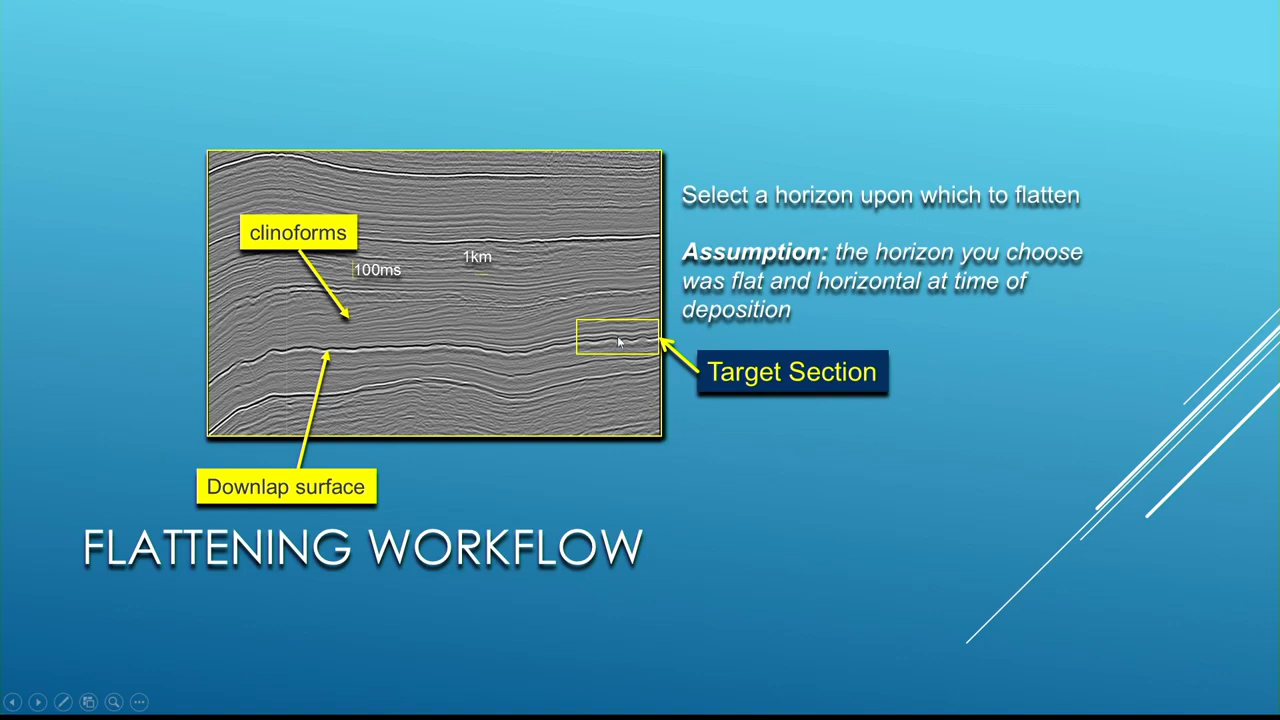 clinoforms
100ms
1km
Select a horizon upon which to flatten
Assumption: the horizon you choose
was flat and horizontal at time of
deposition
Target Section
Downlap surface
FLATTENING WORKFLOW